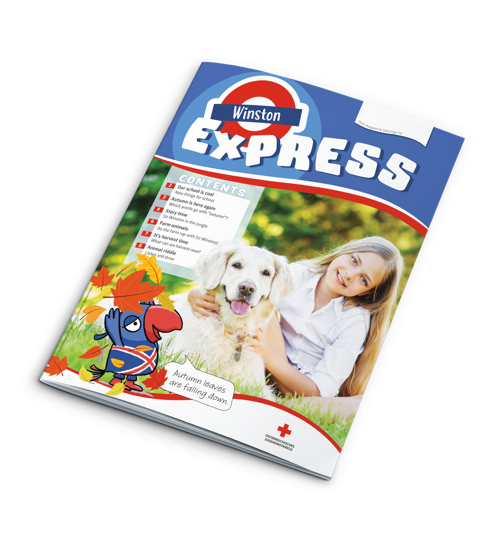 This magazine belongs to:
Winston
EXPRESS
CONTENTS
2 Our school is cool
New things for school
3 Autumn is here again
Which words go with "autumn"?
4 Story time
Sir Winston in the jungle
6 Farm animals
Do the farm rap with Sir Winston!
7 It's harvest time
What can we harvest now?
8 Animal riddle
Listen and draw
Autumn leaves
are falling down.
ÖSTERREICHISCHES
JUGENDROTKREUZ